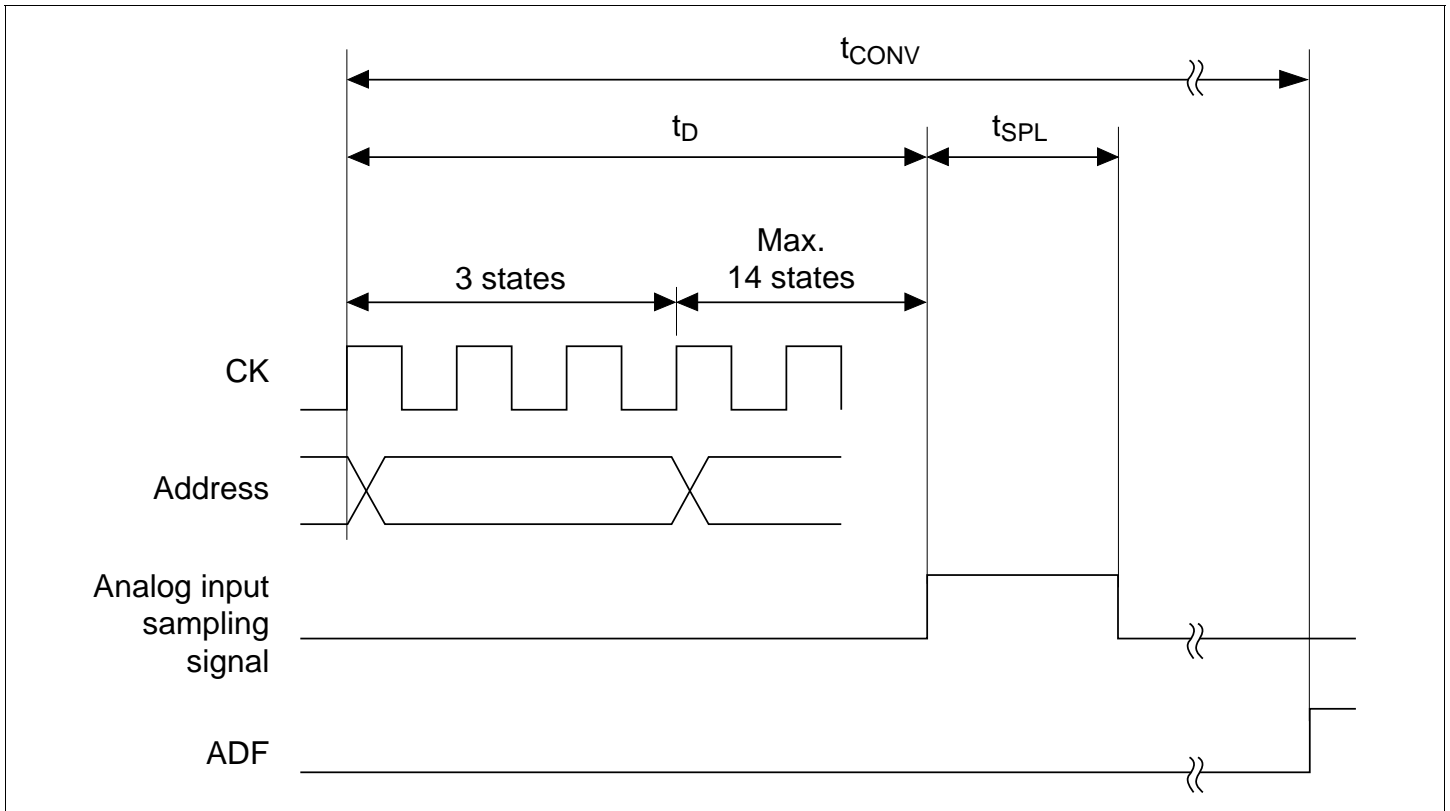 tCONV
tD
tSPL
3 states
Max.
14 states
CK
Address
Analog input
sampling
signal
ADF